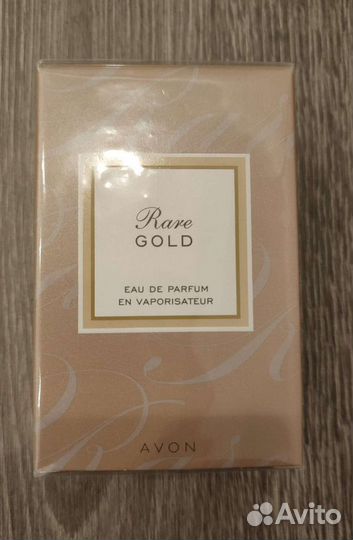 Rare
GOLD
EAU DE PARFUM
EN VAPORISATEUR
AVON
Avito